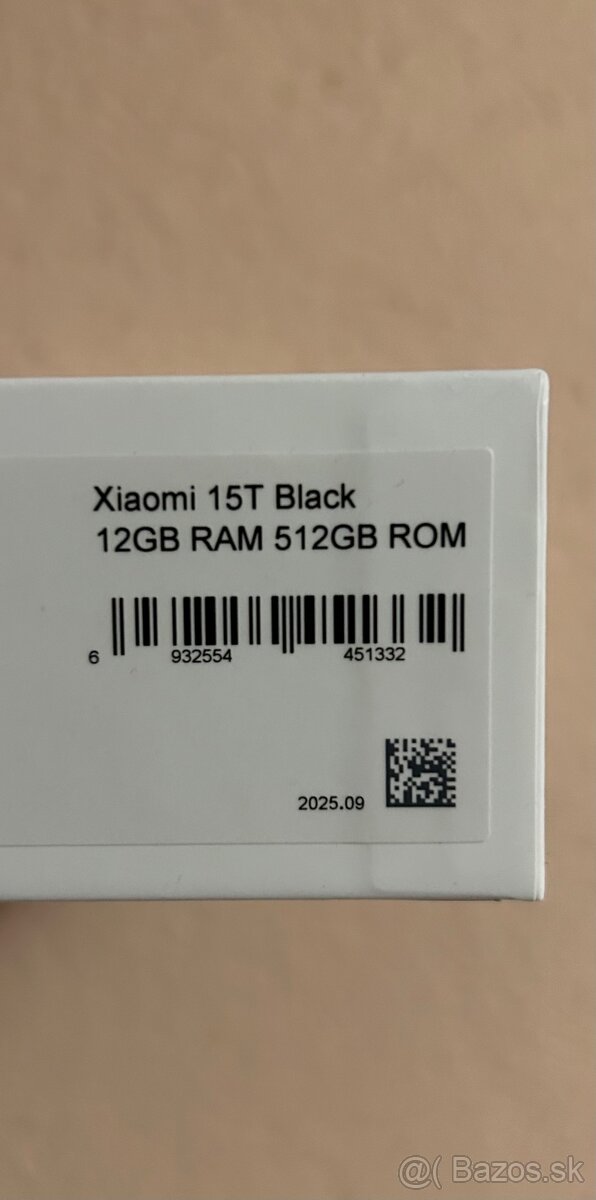 Xiaomi 15T Black
12GB RAM 512GB ROM
6 932554 451332
2025.09
@( Bazos.sk